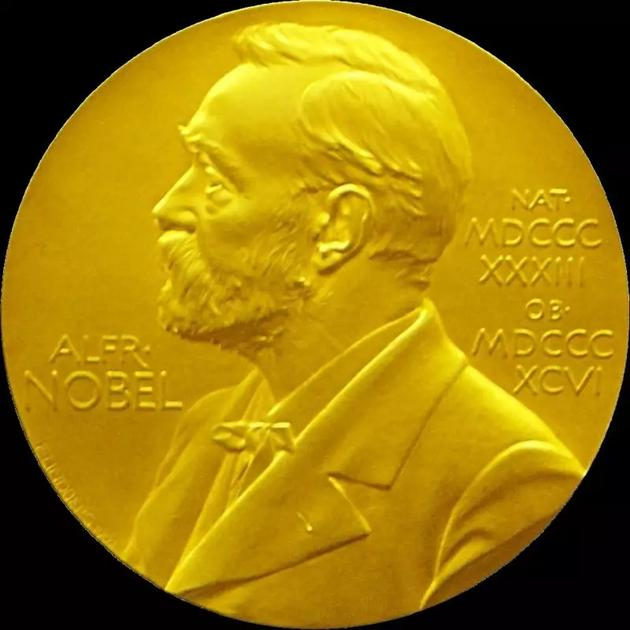 ALFR·
NOBEL
NAT·
MDCCC
XXXIII
OB·
MDCCC
XCVI